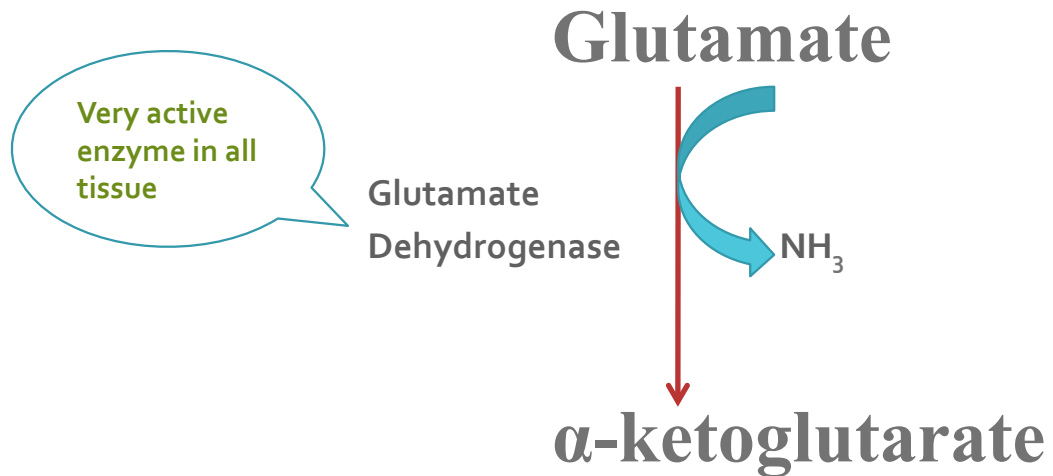 Glutamate
Very active
enzyme in all
tissue
Glutamate
Dehydrogenase
NH₃
α-ketoglutarate